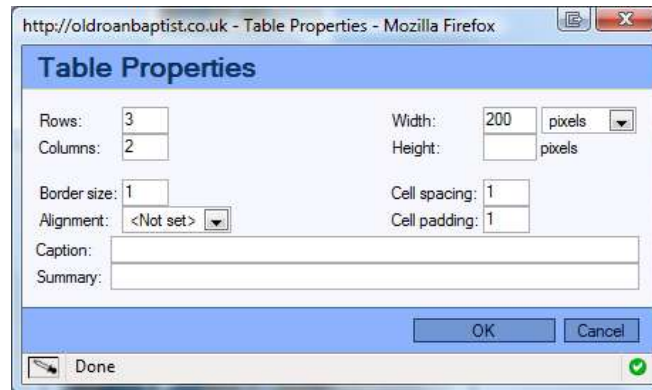 http://oldroanbaptist.co.uk - Table Properties - Mozilla Firefox
Table Properties
Rows: 3 Width: 200 pixels
Columns: 2 Height: pixels
Border size: 1 Cell spacing: 1
Alignment: <Not set> Cell padding: 1
Caption:
Summary:
OK Cancel
Done